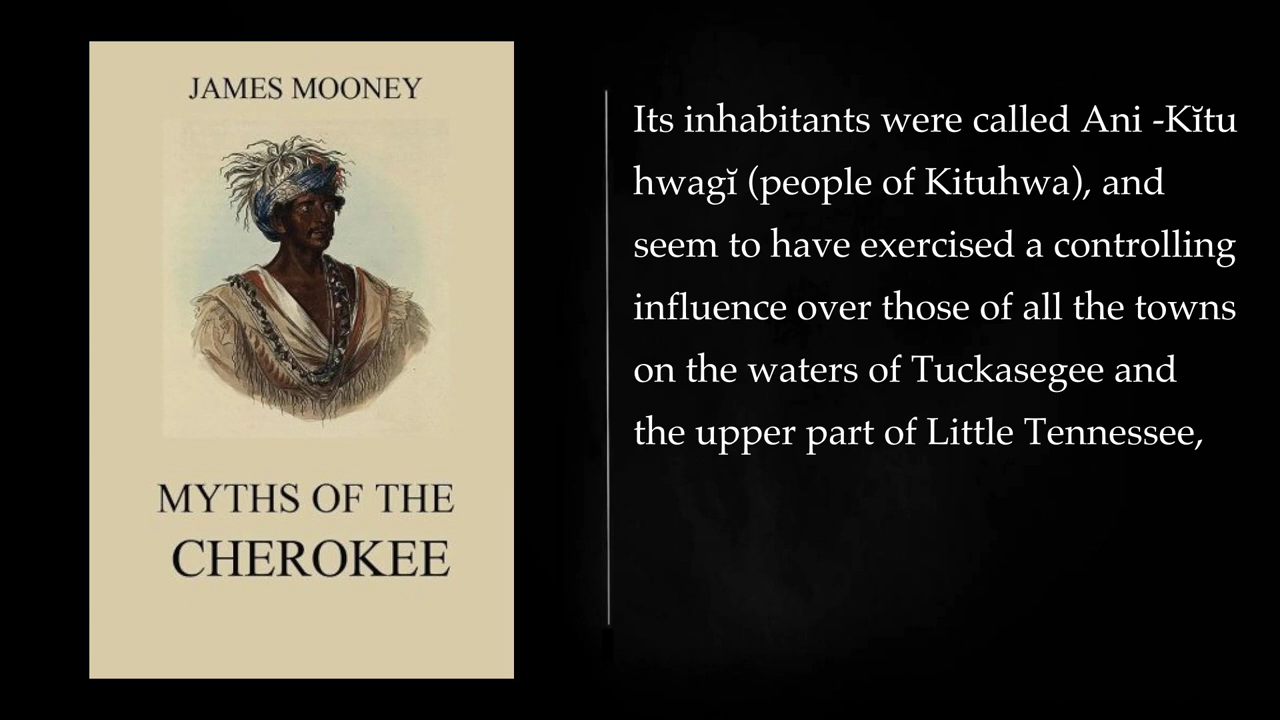 JAMES MOONEY
MYTHS OF THE
CHEROKEE
Its inhabitants were called Ani -Kĭtu
hwagĭ (people of Kituhwa), and
seem to have exercised a controlling
influence over those of all the towns
on the waters of Tuckasegee and
the upper part of Little Tennessee,